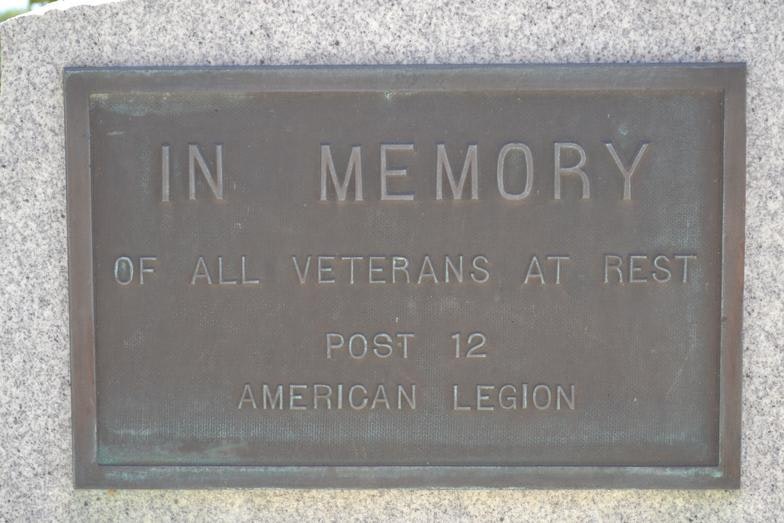 IN MEMORY
OF ALL VETERANS AT REST
POST 12
AMERICAN LEGION